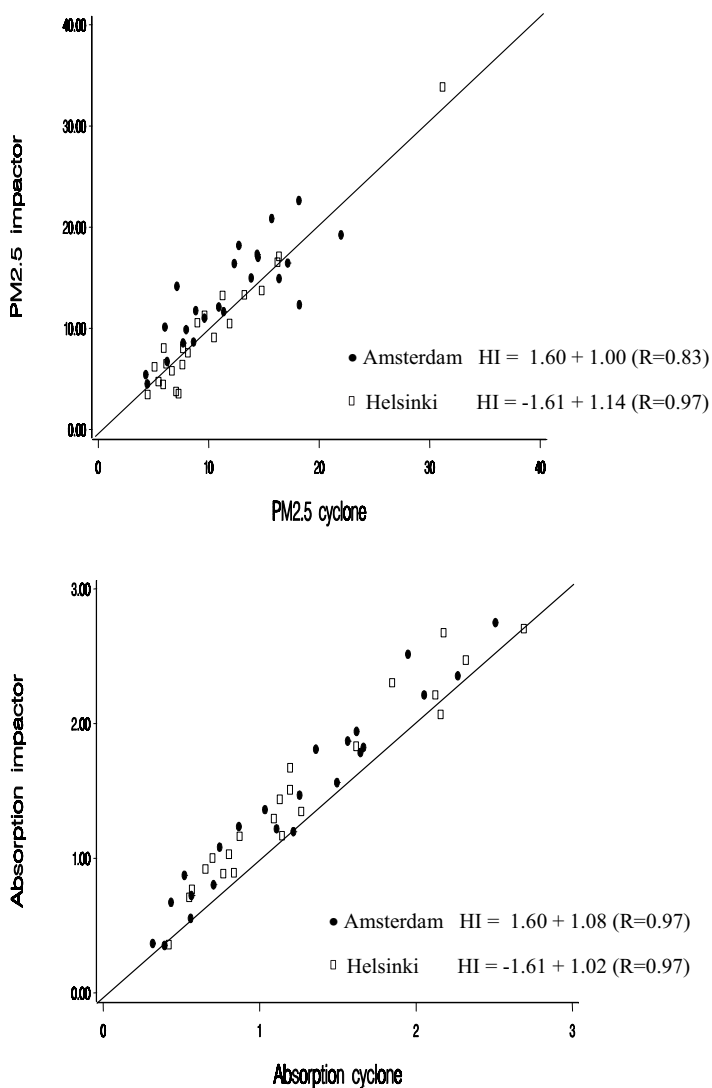 40.00
30.00
20.00
10.00
0.00
PM2.5 impactor
● Amsterdam HI = 1.60 + 1.00 (R=0.83)
▯ Helsinki HI = -1.61 + 1.14 (R=0.97)
0 10 20 30 40
PM2.5 cyclone
3.00
2.00
1.00
0.00
Absorption impactor
● Amsterdam HI = 1.60 + 1.08 (R=0.97)
▯ Helsinki HI = -1.61 + 1.02 (R=0.97)
0 1 2 3
Absorption cyclone